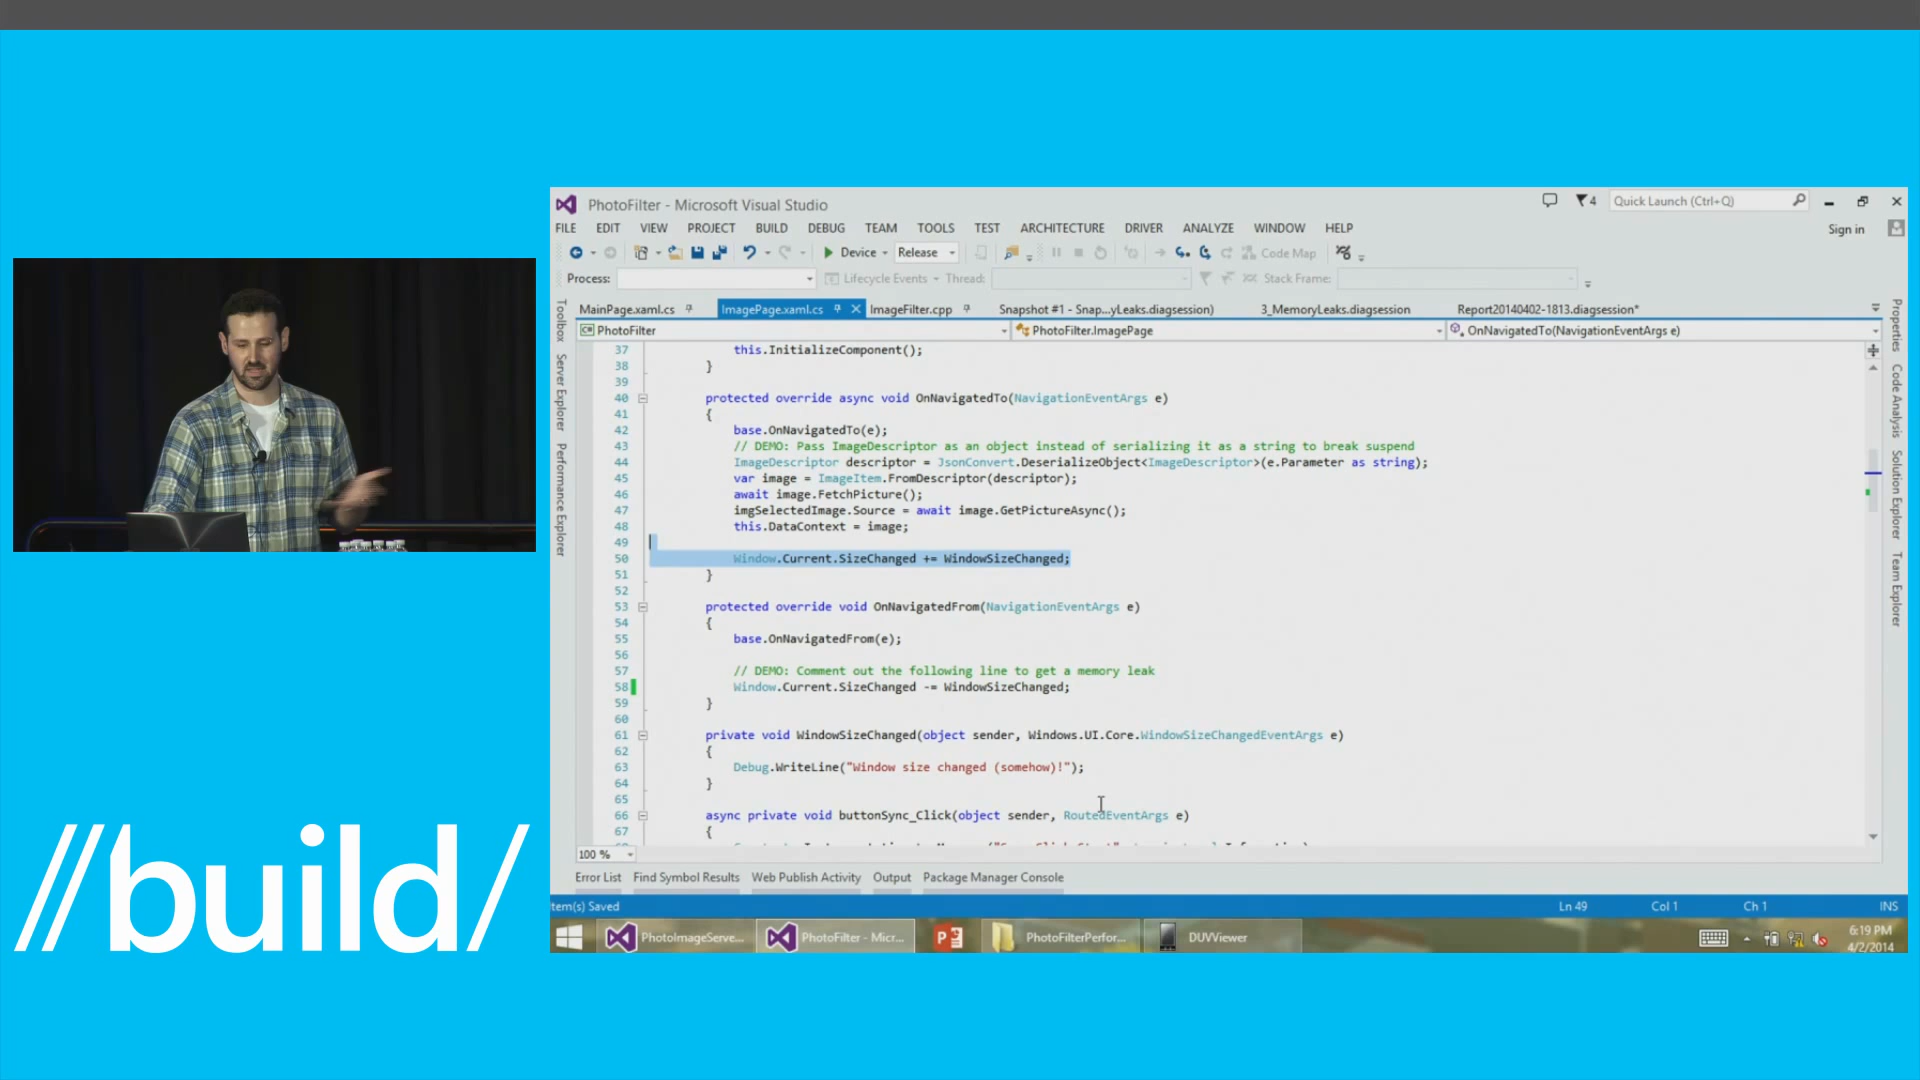 PhotoFilter - Microsoft Visual Studio
4
Quick Launch (Ctrl+Q)
FILE EDIT VIEW PROJECT BUILD DEBUG TEAM TOOLS TEST ARCHITECTURE DRIVER ANALYZE WINDOW HELP
Sign in
Device Release Code Map
Process: Lifecycle Events Thread: Stack Frame:
MainPage.xaml.cs ImagePage.xaml.cs ImageFilter.cpp Snapshot #1 - Snap...yLeaks.diagsession) 3_MemoryLeaks.diagsession Report20140402-1813.diagsession*
PhotoFilter PhotoFilter.ImagePage OnNavigatedTo(NavigationEventArgs e)
Toolbox
Server Explorer
Performance Explorer
37 this.InitializeComponent();
38 }
39
40 protected override async void OnNavigatedTo(NavigationEventArgs e)
41 {
42 base.OnNavigatedTo(e);
43 // DEMO: Pass ImageDescriptor as an object instead of serializing it as a string to break suspend
44 ImageDescriptor descriptor = JsonConvert.DeserializeObject<ImageDescriptor>(e.Parameter as string);
45 var image = ImageItem.FromDescriptor(descriptor);
46 await image.FetchPicture();
47 imgSelectedImage.Source = await image.GetPictureAsync();
48 this.DataContext = image;
49
50 Window.Current.SizeChanged += WindowSizeChanged;
51 }
52
53 protected override void OnNavigatedFrom(NavigationEventArgs e)
54 {
55 base.OnNavigatedFrom(e);
56
57 // DEMO: Comment out the following line to get a memory leak
58 Window.Current.SizeChanged -= WindowSizeChanged;
59 }
60
61 private void WindowSizeChanged(object sender, Windows.UI.Core.WindowSizeChangedEventArgs e)
62 {
63 Debug.WriteLine("Window size changed (somehow)!");
64 }
65
66 async private void buttonSync_Click(object sender, RoutedEventArgs e)
67 {
Properties
Code Analysis
Solution Explorer
Team Explorer
100 %
Error List Find Symbol Results Web Publish Activity Output Package Manager Console
tem(s) Saved Ln 49 Col 1 Ch 1 INS
PhotoImageServe... PhotoFilter - Micr... PhotoFilterPerfor... DUVViewer
6:19 PM
4/2/2014
//build/